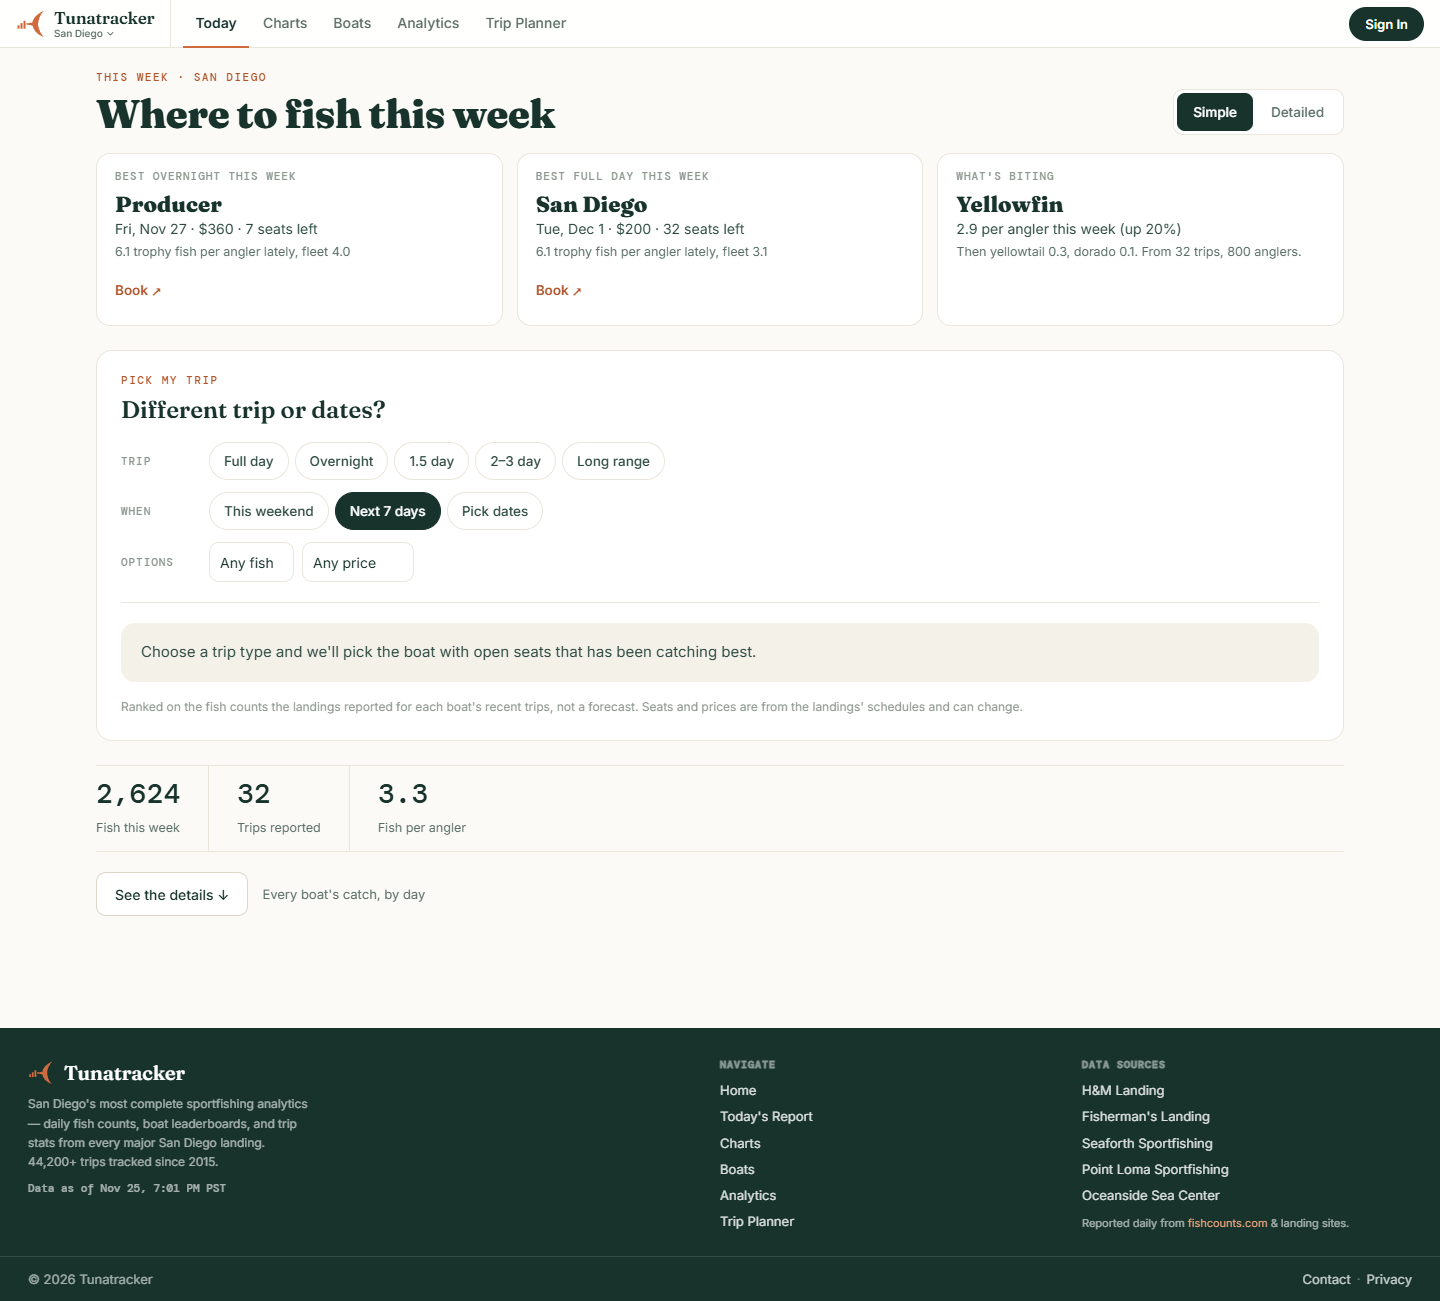 Tunatracker
San Diego
Today
Charts
Boats
Analytics
Trip Planner
Sign In
THIS WEEK · SAN DIEGO
Where to fish this week
Simple
Detailed
BEST OVERNIGHT THIS WEEK
Producer
Fri, Nov 27 · $360 · 7 seats left
6.1 trophy fish per angler lately, fleet 4.0
Book ↗
BEST FULL DAY THIS WEEK
San Diego
Tue, Dec 1 · $200 · 32 seats left
6.1 trophy fish per angler lately, fleet 3.1
Book ↗
WHAT'S BITING
Yellowfin
2.9 per angler this week (up 20%)
Then yellowtail 0.3, dorado 0.1. From 32 trips, 800 anglers.
PICK MY TRIP
Different trip or dates?
TRIP
Full day
Overnight
1.5 day
2–3 day
Long range
WHEN
This weekend
Next 7 days
Pick dates
OPTIONS
Any fish
Any price
Choose a trip type and we'll pick the boat with open seats that has been catching best.
Ranked on the fish counts the landings reported for each boat's recent trips, not a forecast. Seats and prices are from the landings' schedules and can change.
2,624
Fish this week
32
Trips reported
3.3
Fish per angler
See the details ↓
Every boat's catch, by day
Tunatracker
San Diego's most complete sportfishing analytics
— daily fish counts, boat leaderboards, and trip
stats from every major San Diego landing.
44,200+ trips tracked since 2015.
Data as of Nov 25, 7:01 PM PST
NAVIGATE
Home
Today's Report
Charts
Boats
Analytics
Trip Planner
DATA SOURCES
H&M Landing
Fisherman's Landing
Seaforth Sportfishing
Point Loma Sportfishing
Oceanside Sea Center
Reported daily from fishcounts.com & landing sites.
© 2026 Tunatracker
Contact · Privacy